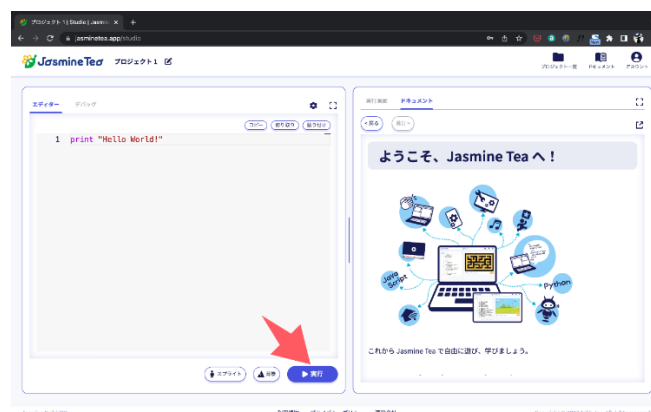 プロジェクト1 | Studio | Jasmin
jasminetea.app/studio
JasmineTea プロジェクト1
プロジェクト一覧 ドキュメント アカウント
エディター デバッグ
コピー 切り取り 貼り付け
1 print "Hello World!"
スプライト 背景 実行
実行画面 ドキュメント
<戻る 進む>
ようこそ、Jasmine Tea へ！
Java
Script
Python
これから Jasmine Tea で自由に遊び、学びましょう。